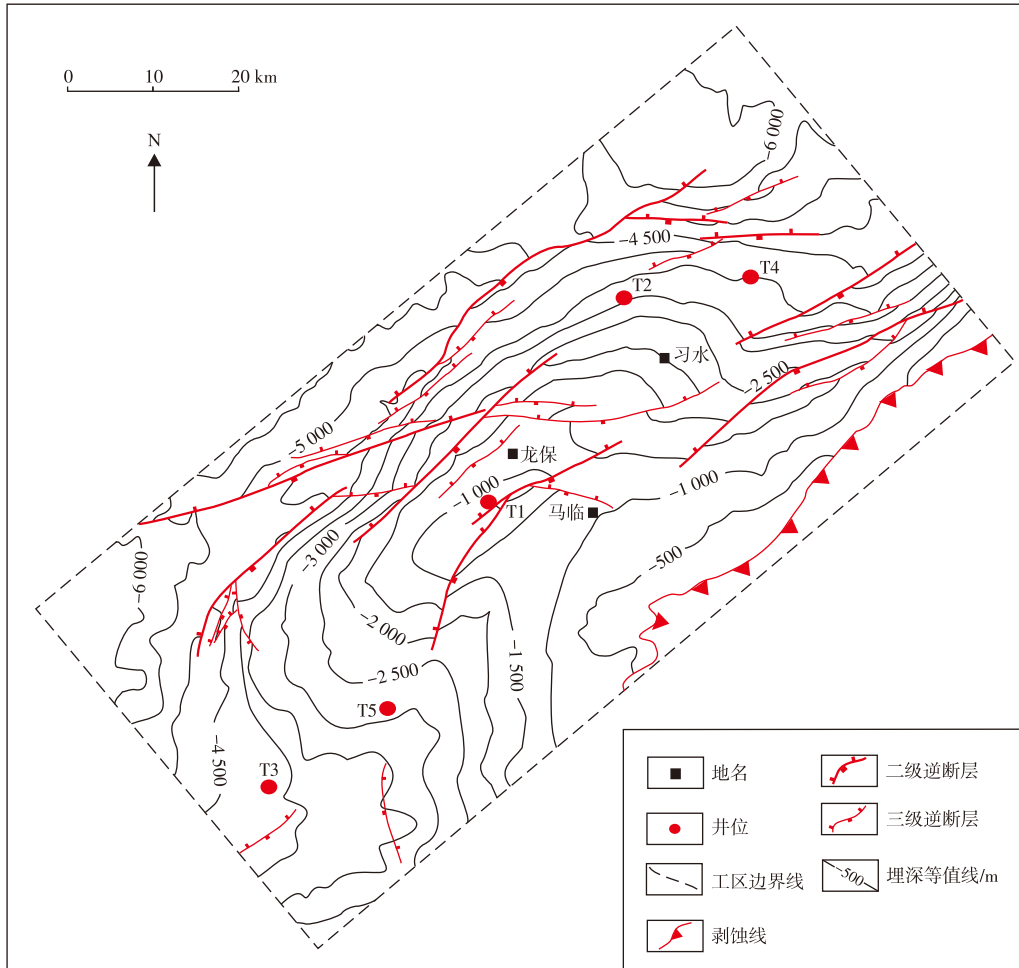 0 10 20 km
N
-6 000
-4 500
T4
T2
习水
-2 500
-5 000
龙保
-1 000
T1
马临
-1 000
-3 000
-500
-6 000
-2 000
-1 500
-2 500
T5
-4 500
T3
地名
二级逆断层
井位
三级逆断层
工区边界线
-500
埋深等值线/m
剥蚀线